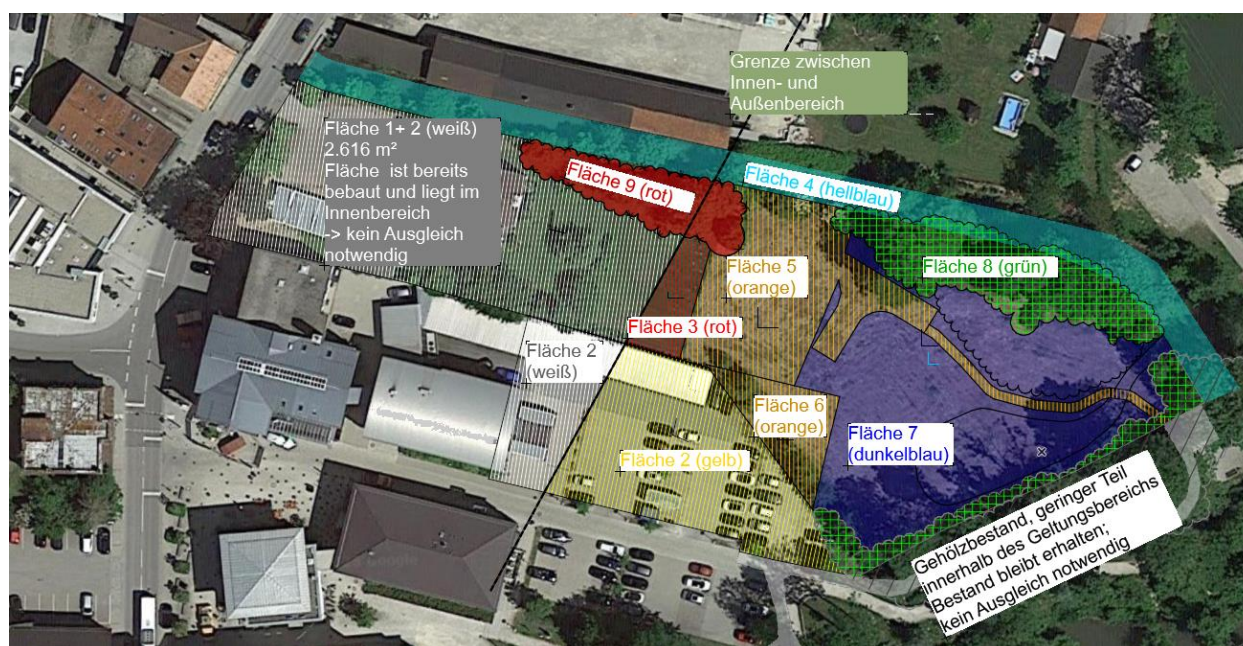 Grenze zwischen
Innen- und
Außenbereich
Fläche 1+ 2 (weiß)
2.616 m²
Fläche  ist bereits
bebaut und liegt im
Innenbereich
-> kein Ausgleich
notwendig
Fläche 9 (rot)
Fläche 4 (hellblau)
Fläche 5
(orange)
Fläche 8 (grün)
Fläche 3 (rot)
Fläche 2
(weiß)
Fläche 6
(orange)
Fläche 7
(dunkelblau)
Fläche 2 (gelb)
Gehölzbestand, geringer Teil
innerhalb des Geltungsbereichs
Bestand bleibt erhalten;
kein Ausgleich notwendig